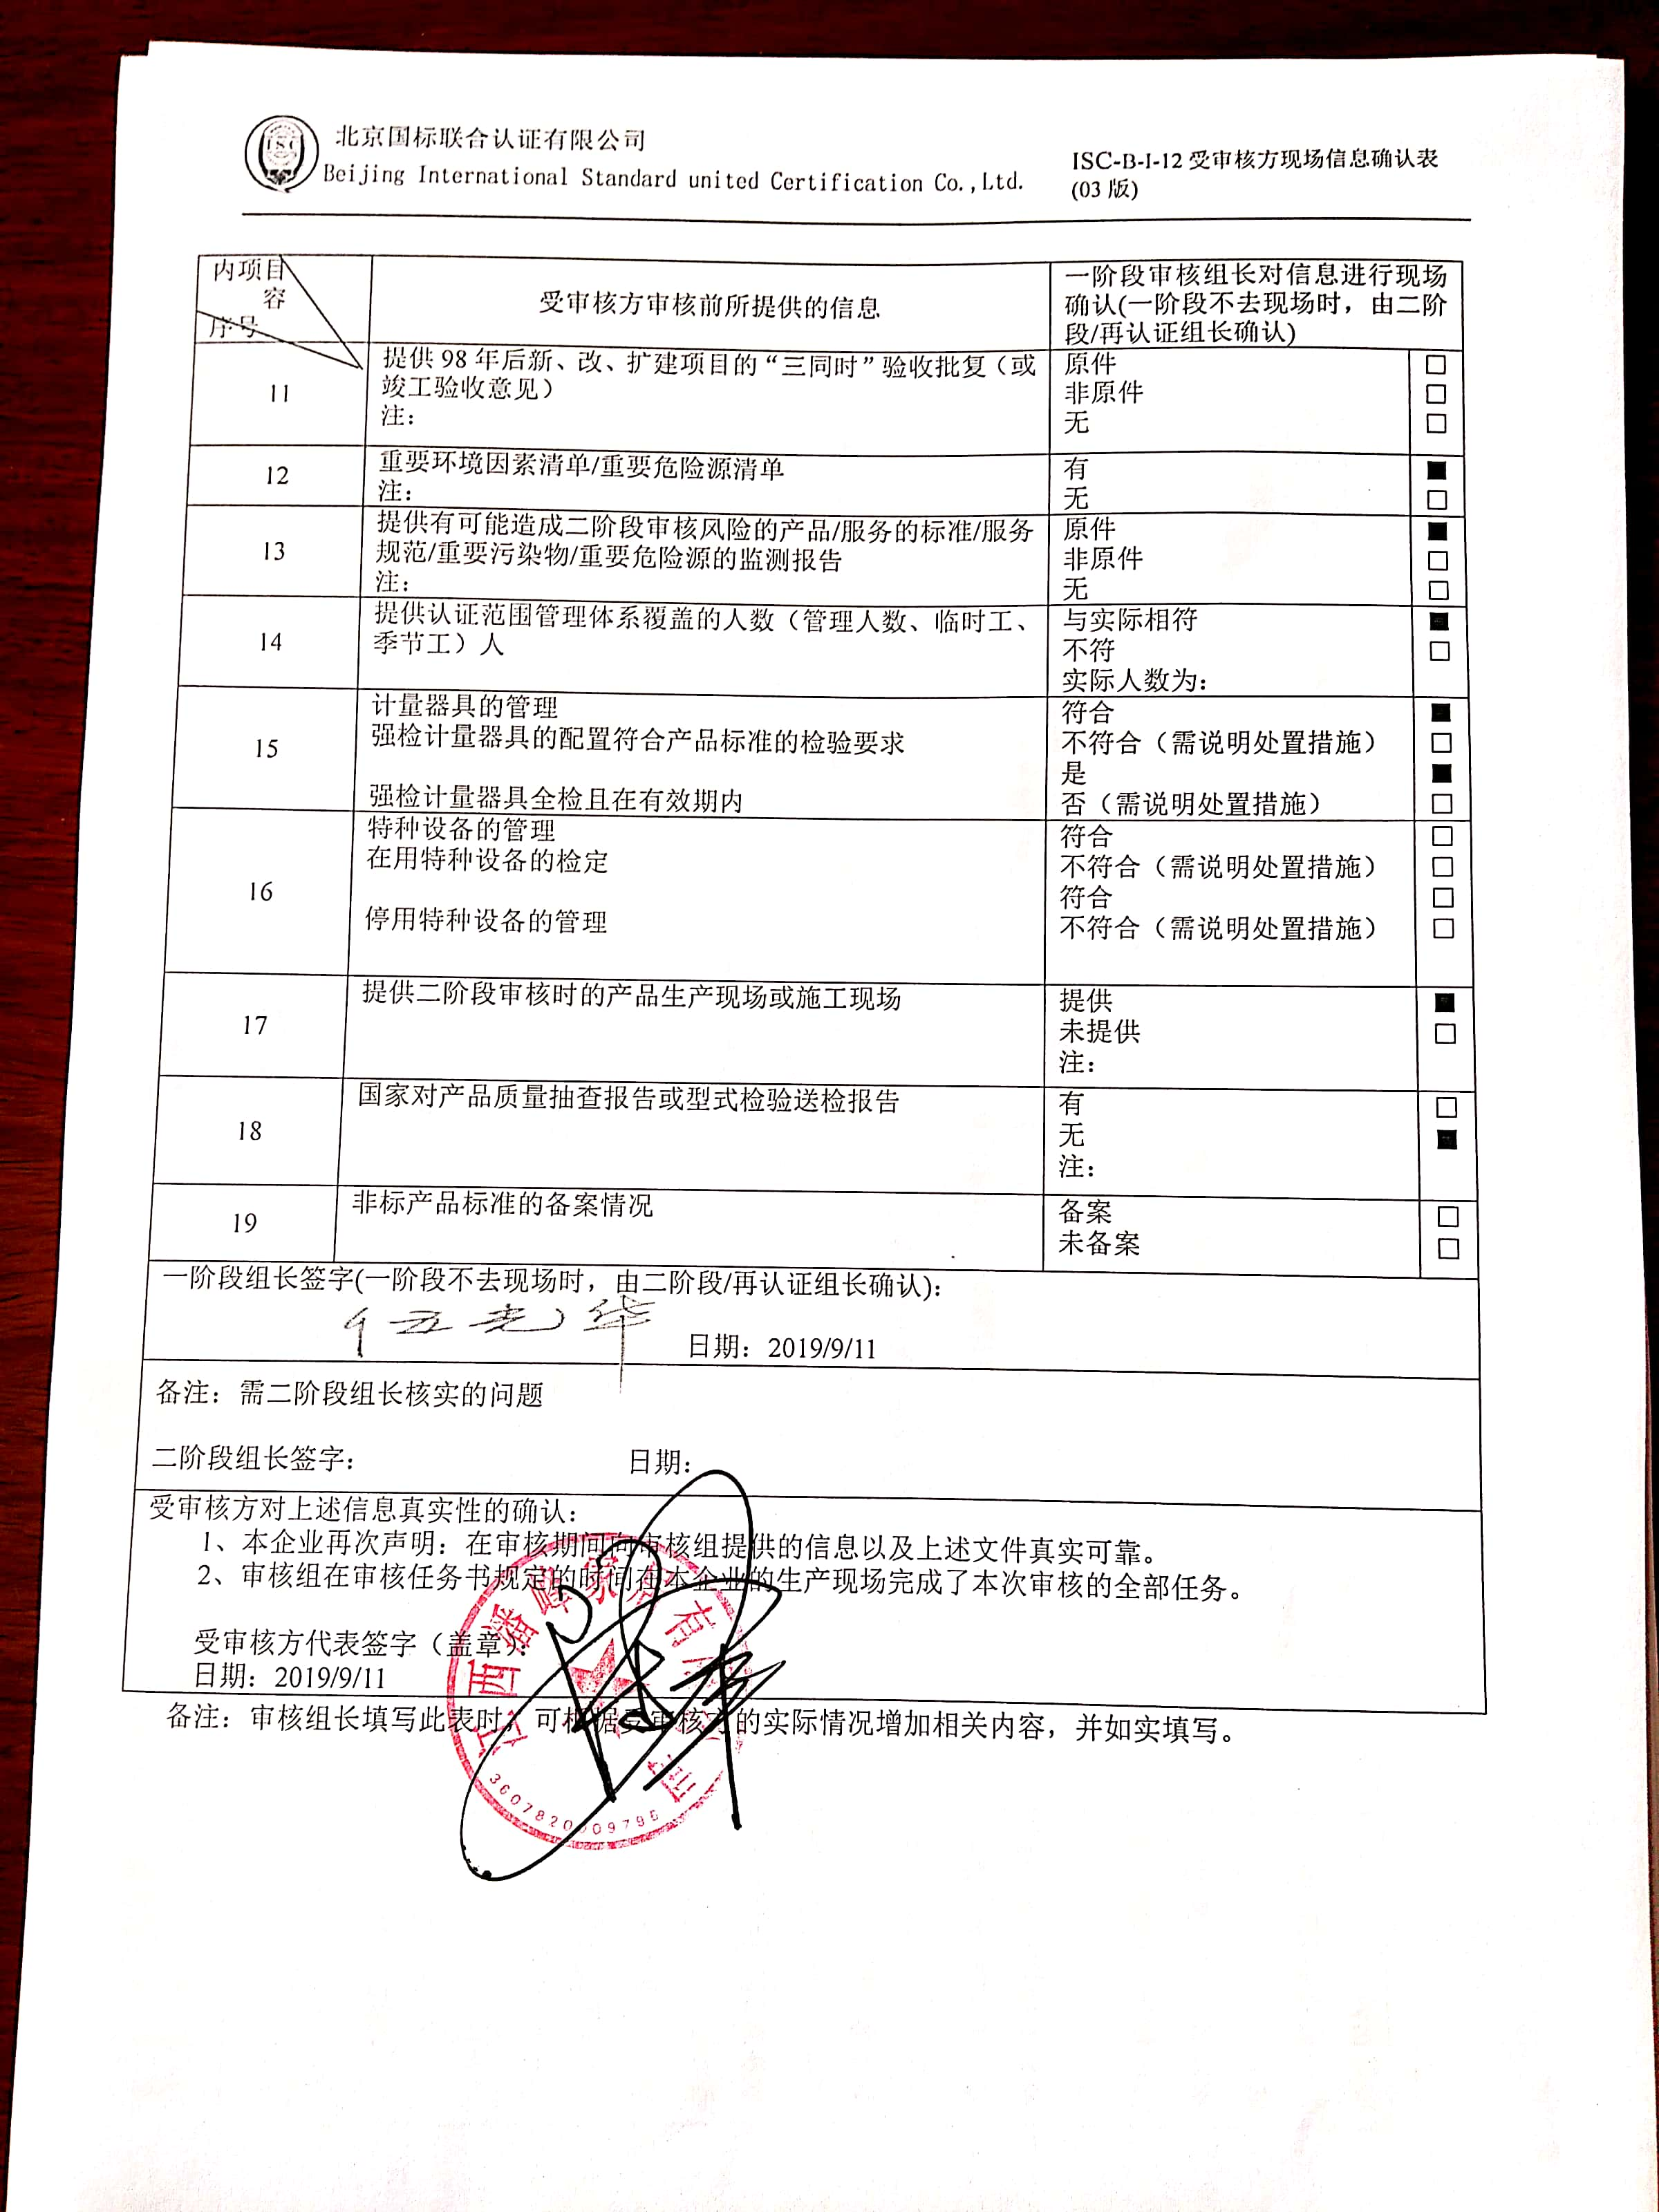 北京国标联合认证有限公司
Beijing International Standard united Certification Co.,Ltd.
ISC-B-I-12 受审核方现场信息确认表
(03 版)
ISC
内项目
容
序号
受审核方审核前所提供的信息
一阶段审核组长对信息进行现场
确认(一阶段不去现场时，由二阶
段/再认证组长确认)
11
提供 98 年后新、改、扩建项目的“三同时”验收批复（或
竣工验收意见）
注：
原件 □
非原件 □
无 □
12
重要环境因素清单/重要危险源清单
注：
有 ■
无 □
13
提供有可能造成二阶段审核风险的产品/服务的标准/服务
规范/重要污染物/重要危险源的监测报告
注：
原件 ■
非原件 □
无 □
14
提供认证范围管理体系覆盖的人数（管理人数、临时工、
季节工）人
与实际相符 ■
不符 □
实际人数为：
15
计量器具的管理
强检计量器具的配置符合产品标准的检验要求
强检计量器具全检且在有效期内
符合 ■
不符合（需说明处置措施） □
是 ■
否（需说明处置措施） □
16
特种设备的管理
在用特种设备的检定
停用特种设备的管理
符合 □
不符合（需说明处置措施） □
符合 □
不符合（需说明处置措施） □
17
提供二阶段审核时的产品生产现场或施工现场
提供 ■
未提供 □
注：
18
国家对产品质量抽查报告或型式检验送检报告
有 □
无 ■
注：
19
非标产品标准的备案情况
备案 □
未备案 □
一阶段组长签字(一阶段不去现场时，由二阶段/再认证组长确认)：
伍光华
日期：2019/9/11
备注：需二阶段组长核实的问题
二阶段组长签字： 日期：
受审核方对上述信息真实性的确认：
1、本企业再次声明：在审核期间向审核组提供的信息以及上述文件真实可靠。
2、审核组在审核任务书规定的时间在本企业的生产现场完成了本次审核的全部任务。
受审核方代表签字（盖章）：
日期：2019/9/11
江西潘峰家居有限公司
备注：审核组长填写此表时，可根据受审核方的实际情况增加相关内容，并如实填写。